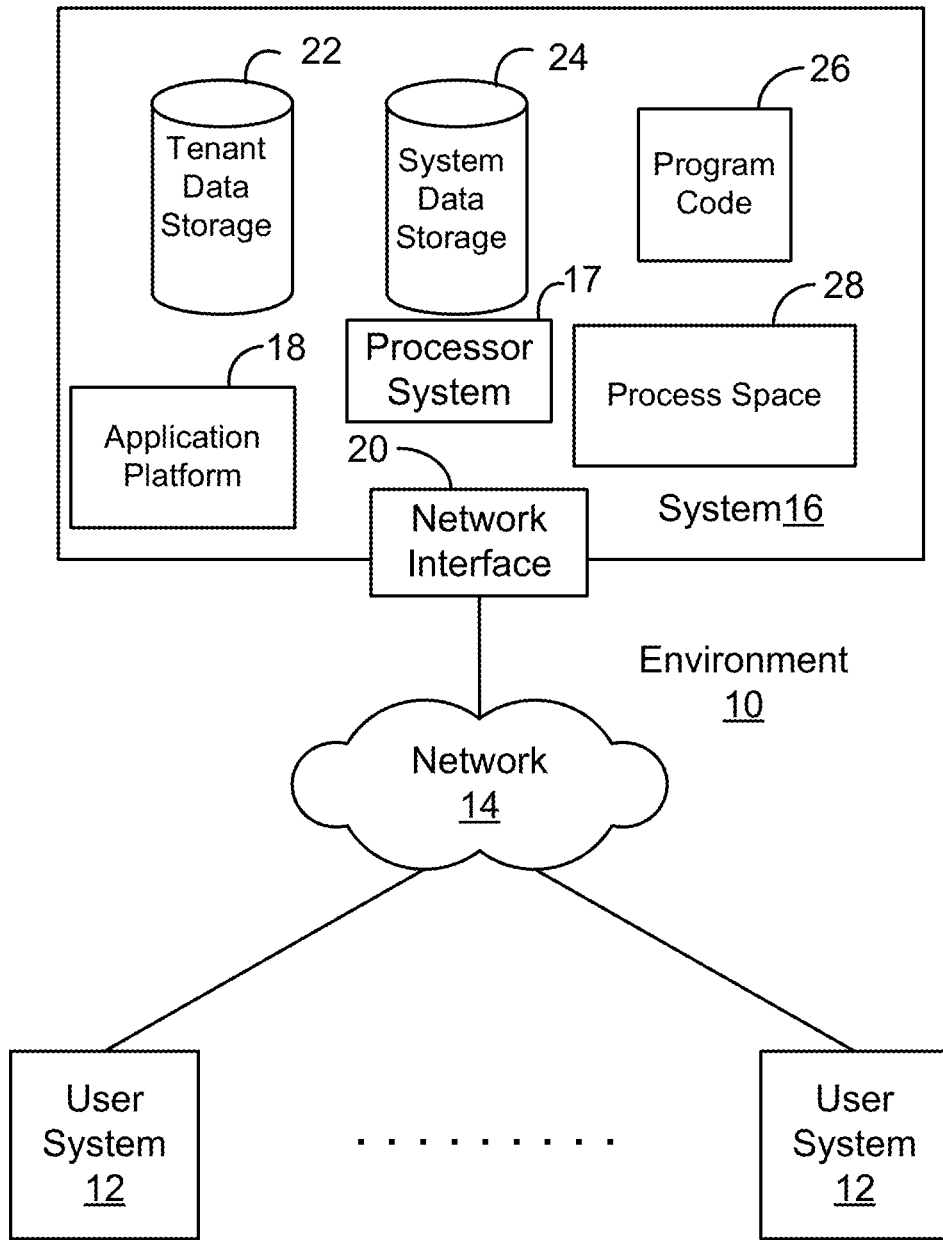 22
24
26
Tenant
Data
Storage
System
Data
Storage
Program
Code
17
28
18
Processor
System
Process Space
Application
Platform
20
System16
Network
Interface
Environment
10
Network
14
User
System
12
. . . . . . . . .
User
System
12